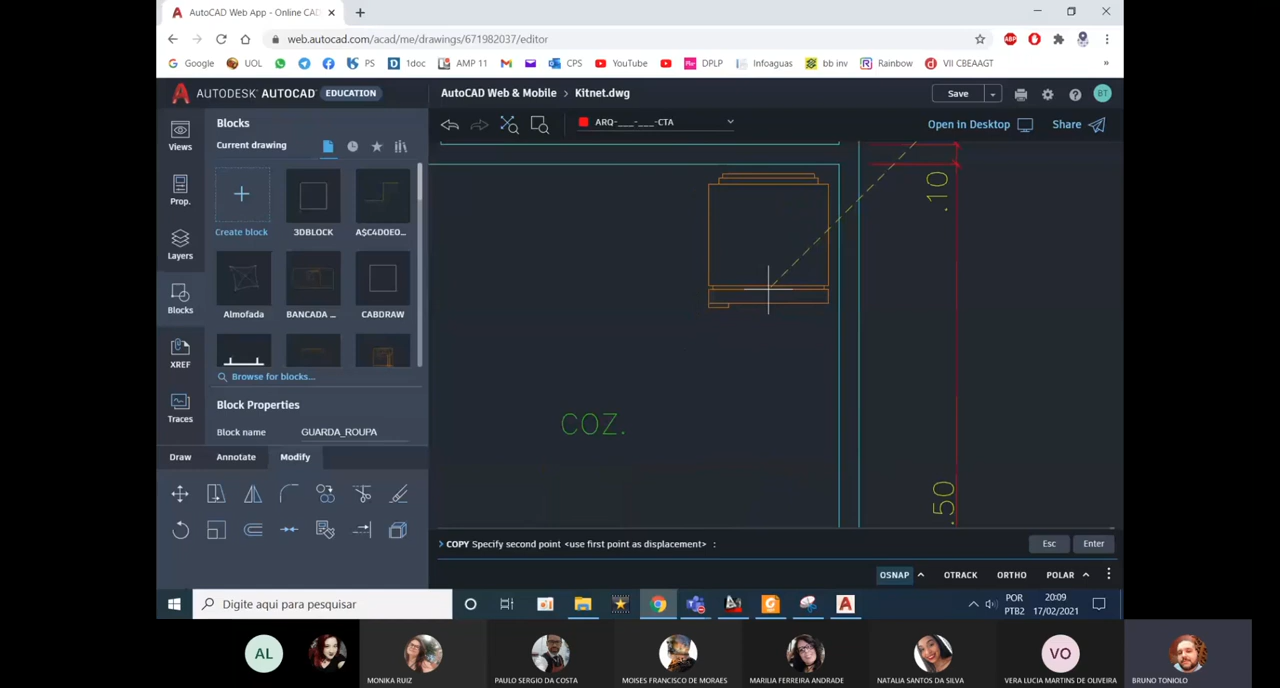 AutoCAD Web App - Online CAD
web.autocad.com/acad/me/drawings/671982037/editor
ABP
Google UOL PS 1doc AMP 11 CPS YouTube DPLP Infoaguas bb inv Rainbow VII CBEAAGT »
AUTODESK® AUTOCAD EDUCATION
AutoCAD Web & Mobile > Kitnet.dwg
Save
BT
Views
Blocks
Current drawing
ARQ-___-___-CTA
Open in Desktop
Share
Prop.
Create block
3DBLOCK
A$C4D0E0...
Layers
Blocks
Almofada
BANCADA ...
CABDRAW
XREF
Browse for blocks...
Traces
Block Properties
Block name GUARDA_ROUPA
Draw Annotate Modify
.10
COZ.
.50
COPY Specify second point <use first point as displacement> :
Esc Enter
OSNAP OTRACK ORTHO POLAR
Digite aqui para pesquisar
POR
PTB2
20:09
17/02/2021
AL
VO
MONIKA RUIZ PAULO SERGIO DA COSTA MOISES FRANCISCO DE MORAES MARILIA FERREIRA ANDRADE NATALIA SANTOS DA SILVA VERA LUCIA MARTINS DE OLIVEIRA BRUNO TONIOLO